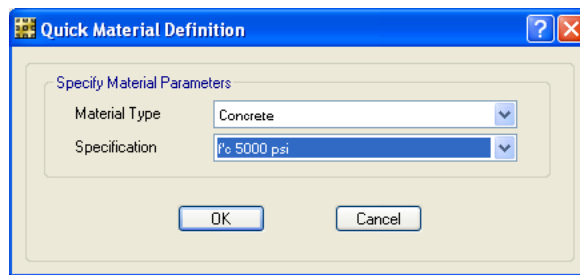 Quick Material Definition
Specify Material Parameters
Material Type Concrete
Specification f'c 5000 psi
OK Cancel